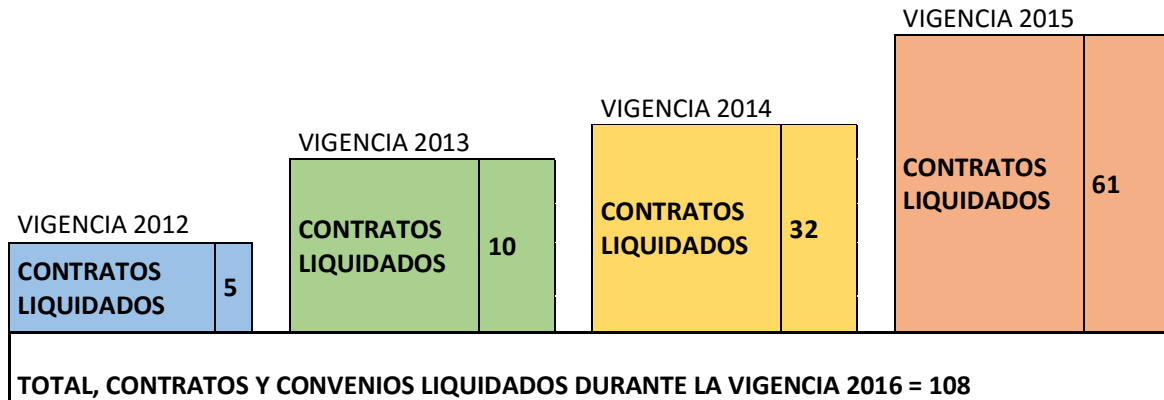 VIGENCIA 2012
CONTRATOS
LIQUIDADOS
5
VIGENCIA 2013
CONTRATOS
LIQUIDADOS
10
VIGENCIA 2014
CONTRATOS
LIQUIDADOS
32
VIGENCIA 2015
CONTRATOS
LIQUIDADOS
61
TOTAL, CONTRATOS Y CONVENIOS LIQUIDADOS DURANTE LA VIGENCIA 2016 = 108